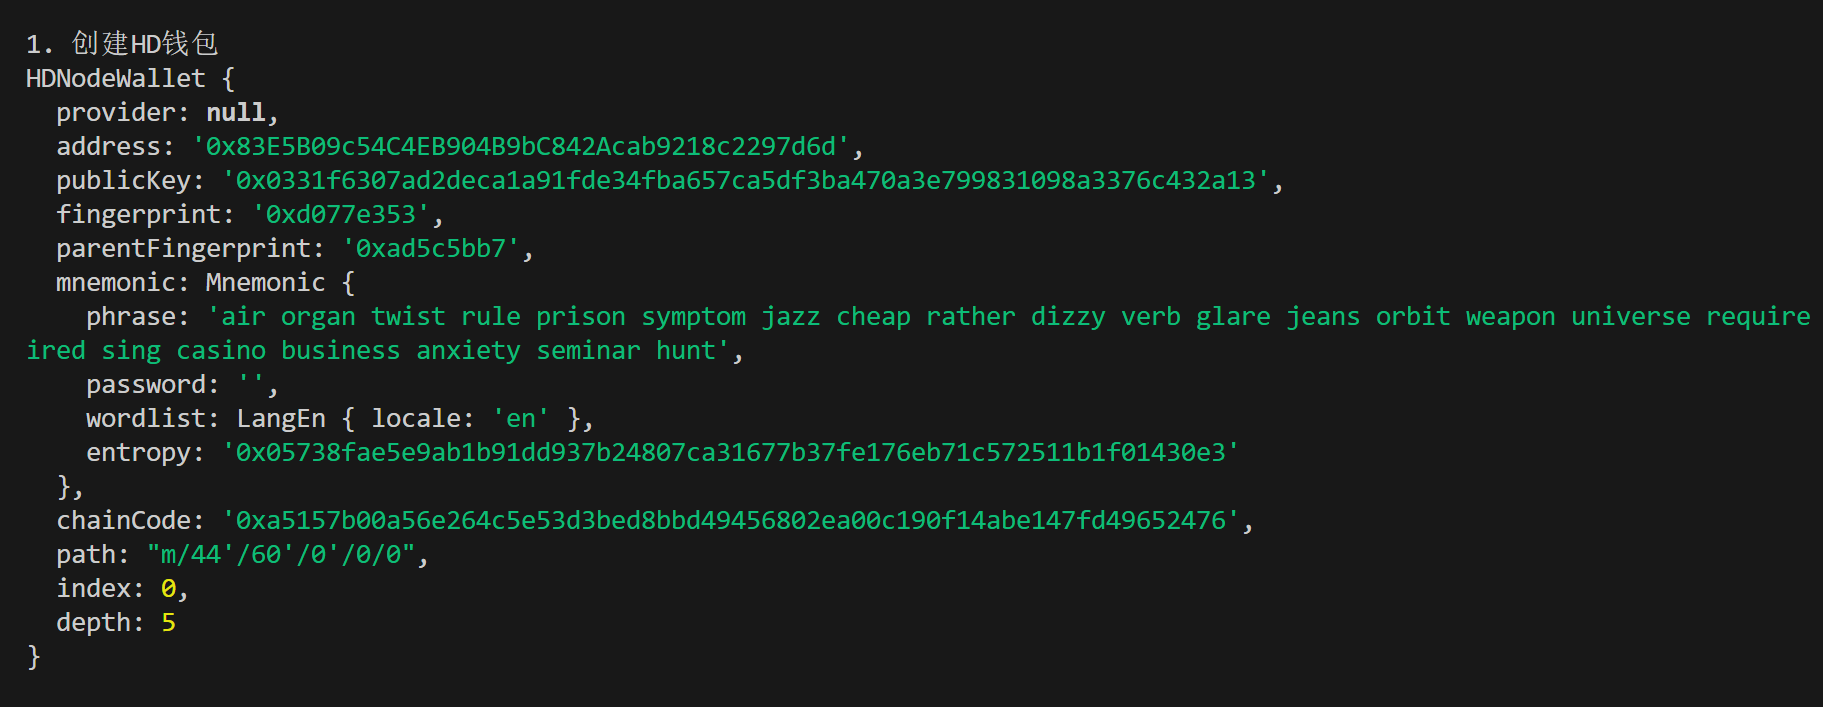 1. 创建HD钱包
HDNodeWallet {
provider: null,
address: '0x83E5B09c54C4EB904B9bC842Acab9218c2297d6d',
publicKey: '0x0331f6307ad2deca1a91fde34fba657ca5df3ba470a3e799831098a3376c432a13',
fingerprint: '0xd077e353',
parentFingerprint: '0xad5c5bb7',
mnemonic: Mnemonic {
phrase: 'air organ twist rule prison symptom jazz cheap rather dizzy verb glare jeans orbit weapon universe require
ired sing casino business anxiety seminar hunt',
password: '',
wordlist: LangEn { locale: 'en' },
entropy: '0x05738fae5e9ab1b91dd937b24807ca31677b37fe176eb71c572511b1f01430e3'
},
chainCode: '0xa5157b00a56e264c5e53d3bed8bbd49456802ea00c190f14abe147fd49652476',
path: "m/44'/60'/0'/0/0",
index: 0,
depth: 5
}